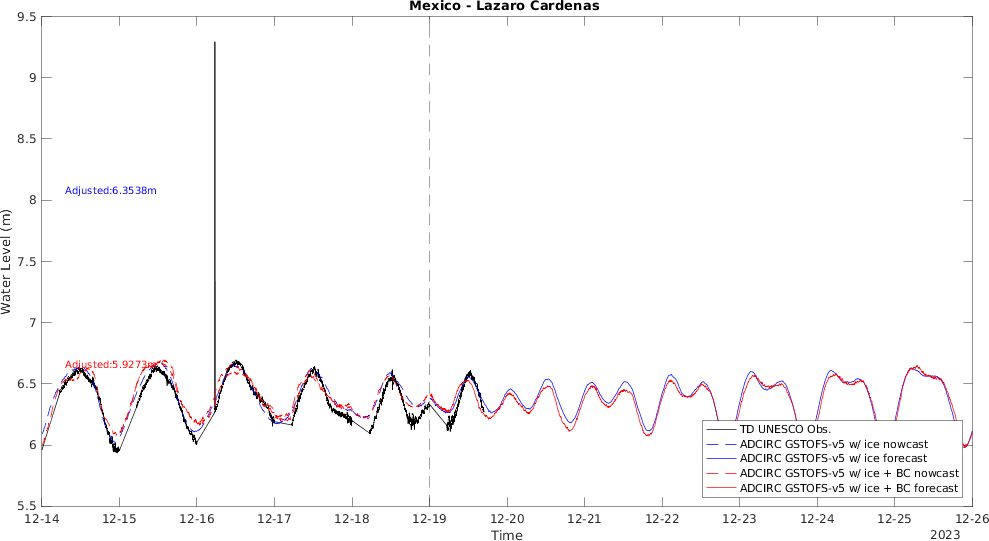 Mexico - Lazaro Cardenas
9.5
9
8.5
8
7.5
7
6.5
6
5.5
Water Level (m)
Adjusted:6.3538m
Adjusted:5.9273m
TD UNESCO Obs.
ADCIRC GSTOFS-v5 w/ ice nowcast
ADCIRC GSTOFS-v5 w/ ice forecast
ADCIRC GSTOFS-v5 w/ ice + BC nowcast
ADCIRC GSTOFS-v5 w/ ice + BC forecast
12-14 12-15 12-16 12-17 12-18 12-19 12-20 12-21 12-22 12-23 12-24 12-25 12-26
Time
2023